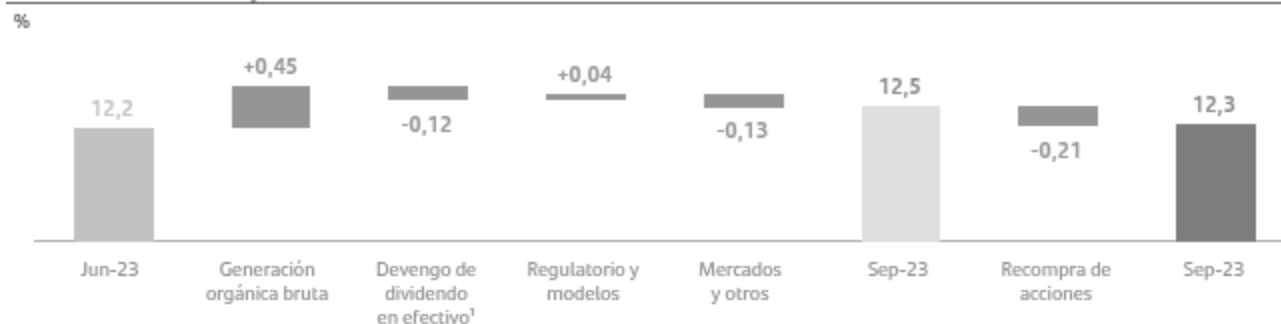 %
+0,45
+0,04
12,5
12,2
12,3
-0,12
-0,13
-0,21
Jun-23
Generación
orgánica bruta
Devengo de
dividendo
en efectivo¹
Regulatorio y
modelos
Mercados
y otros
Sep-23
Recompra de
acciones
Sep-23